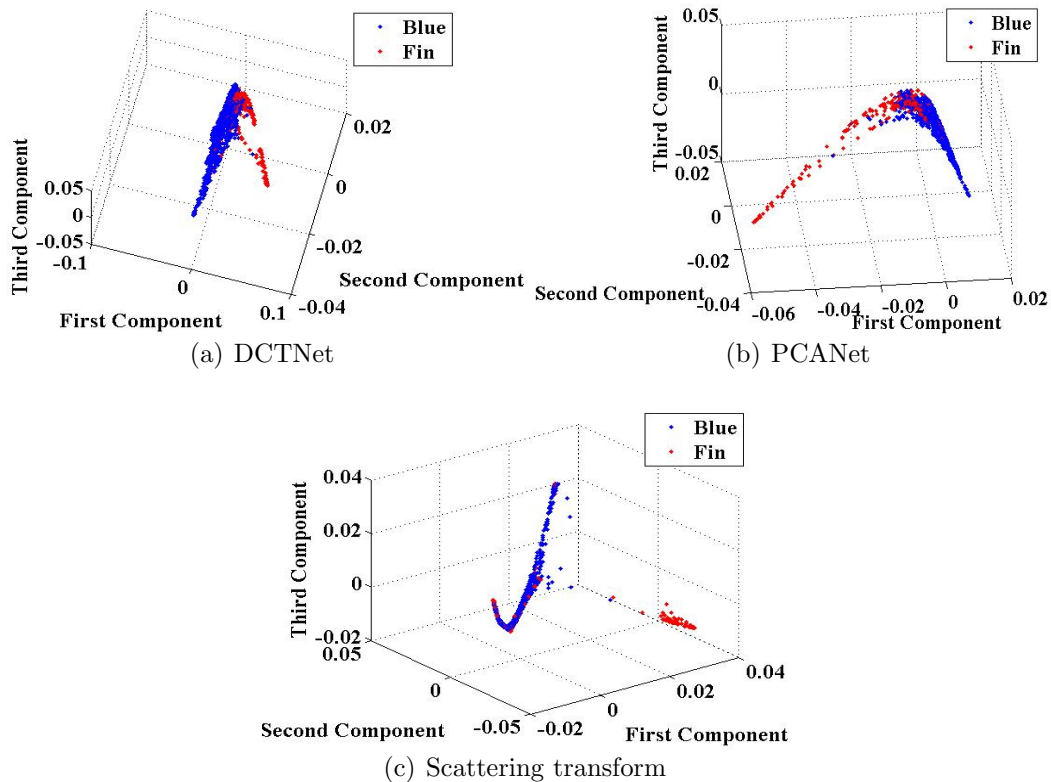 Blue
Fin
0.02
0
-0.02
-0.04
Second Component
0.05
0
-0.05
Third Component
-0.1
0
0.1
First Component
(a) DCTNet
Blue
Fin
0.05
0
-0.05
Third Component
0.02
0
-0.02
-0.04
Second Component
-0.06
-0.04
-0.02
0
0.02
First Component
(b) PCANet
Blue
Fin
0.04
0.02
0
-0.02
Third Component
0.05
0
-0.05
Second Component
-0.02
0
0.02
0.04
First Component
(c) Scattering transform